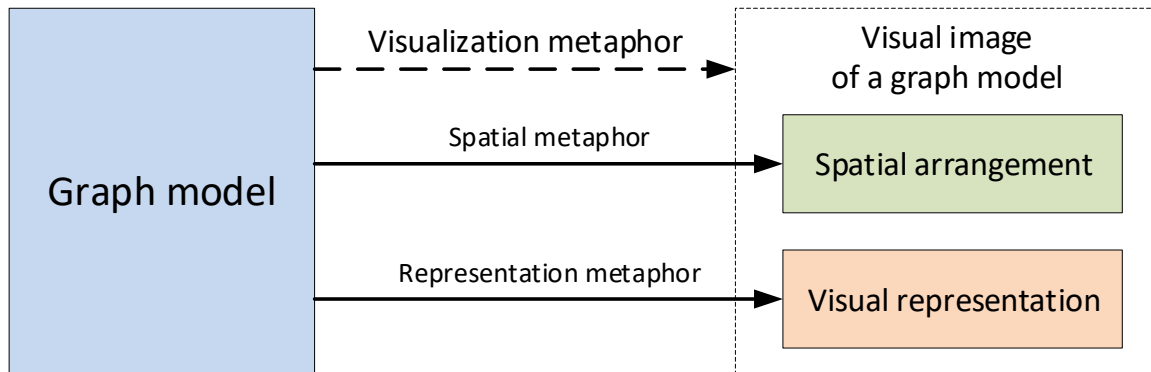 Graph model
Visualization metaphor
Spatial metaphor
Representation metaphor
Visual image
of a graph model
Spatial arrangement
Visual representation